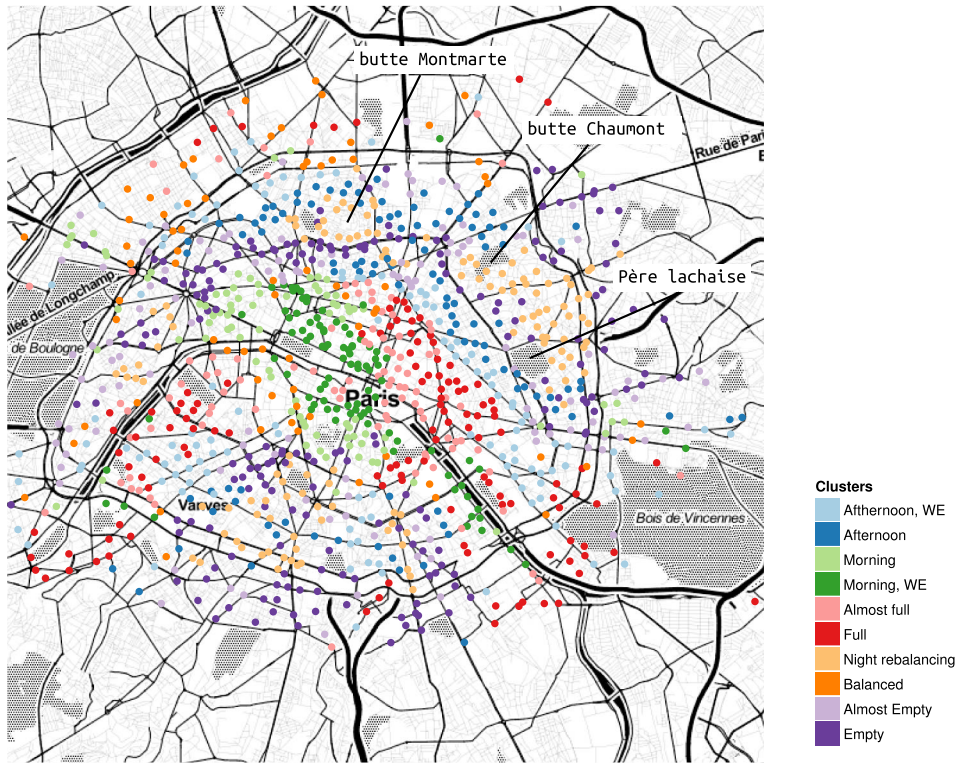 butte Montmarte
butte Chaumont
Rue de Pari
Père lachaise
ulée de Longchamp
de Boulogne
Paris
Vanves
Bois de Vincennes
Clusters
Afthernoon, WE
Afternoon
Morning
Morning, WE
Almost full
Full
Night rebalancing
Balanced
Almost Empty
Empty